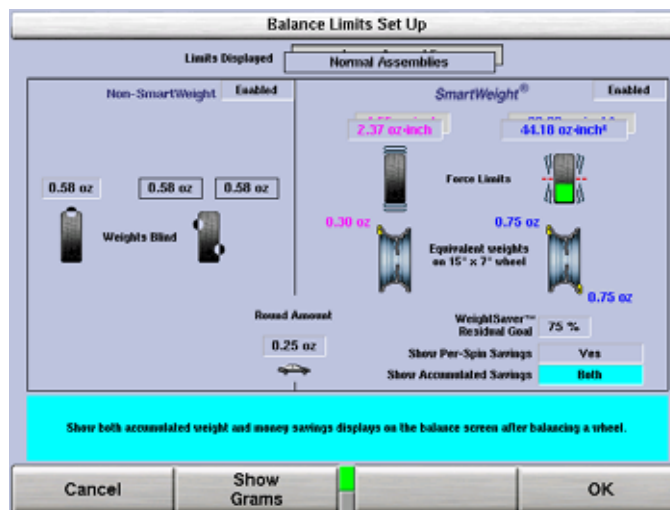 Balance Limits Set Up
Limits Displayed
Normal Assemblies
Non-SmartWeight
Enabled
SmartWeight®
Enabled
2.37 oz·inch
44.18 oz·inch²
0.58 oz
0.58 oz
0.58 oz
Force Limits
Weights Blind
0.30 oz
0.75 oz
Equivalent weights
on 15" x 7" wheel
0.75 oz
Round Amount
0.25 oz
WeightSaver™
Residual Goal
75 %
Show Per-Spin Savings
Yes
Show Accumulated Savings
Both
Show both accumulated weight and money savings displays on the balance screen after balancing a wheel.
Cancel
Show
Grams
OK